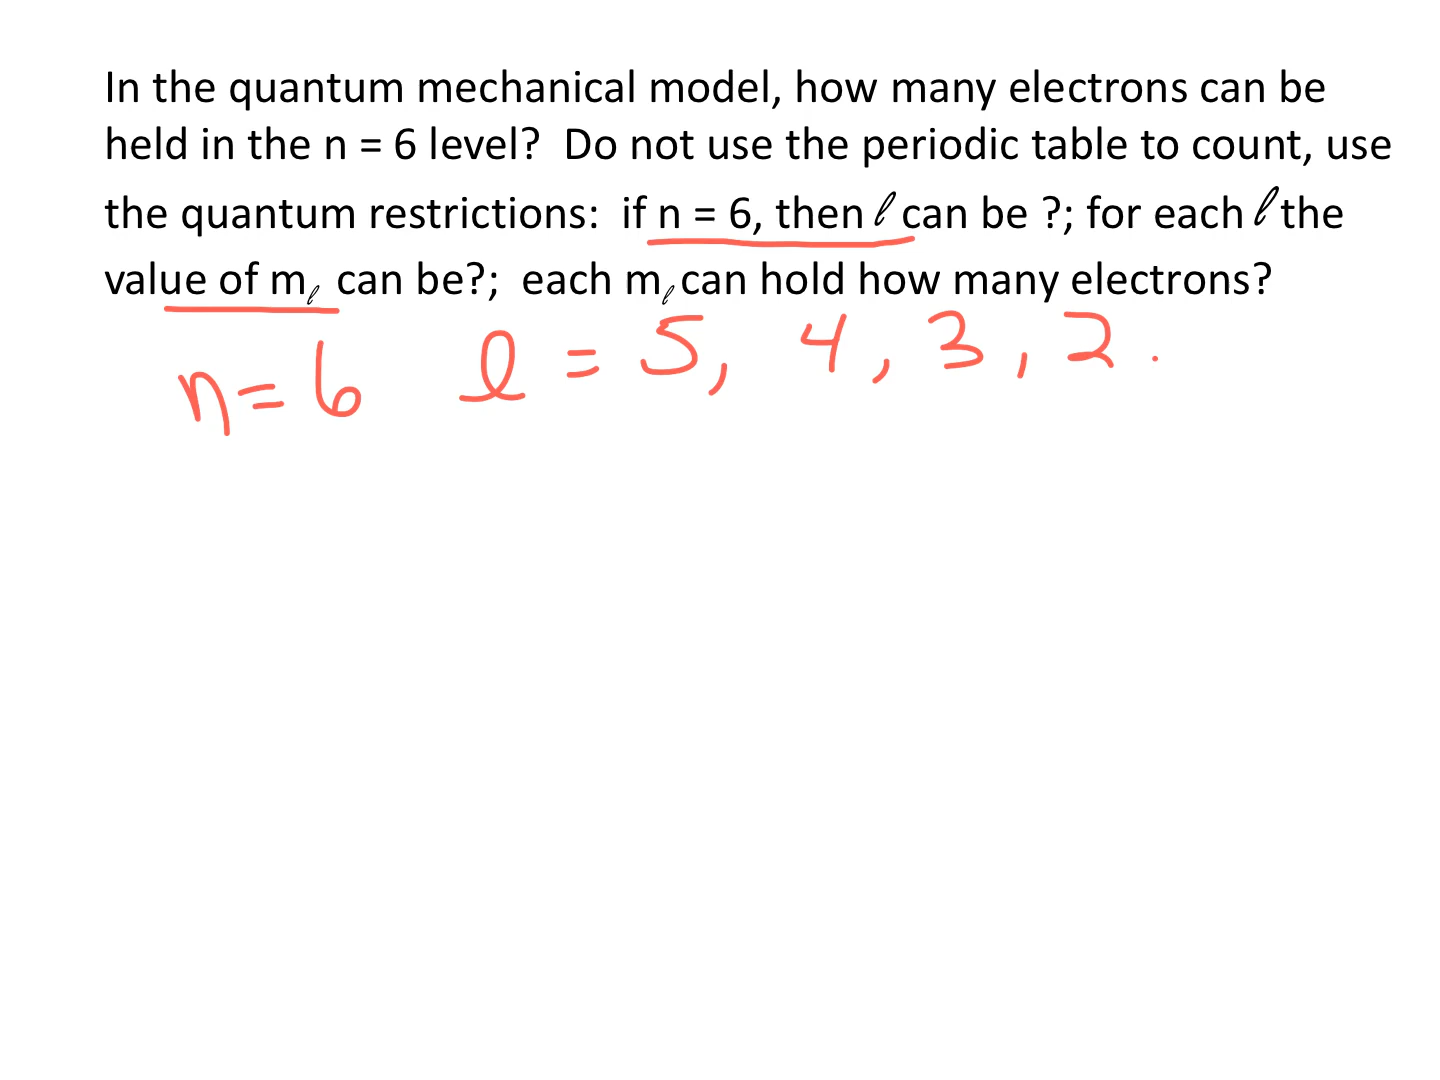 In the quantum mechanical model, how many electrons can be
held in the n = 6 level?  Do not use the periodic table to count, use
the quantum restrictions:  if n = 6, then ℓ can be ?; for each ℓ the
value of mℓ can be?;  each mℓ can hold how many electrons?
n = 6 ℓ = 5, 4, 3, 2 .